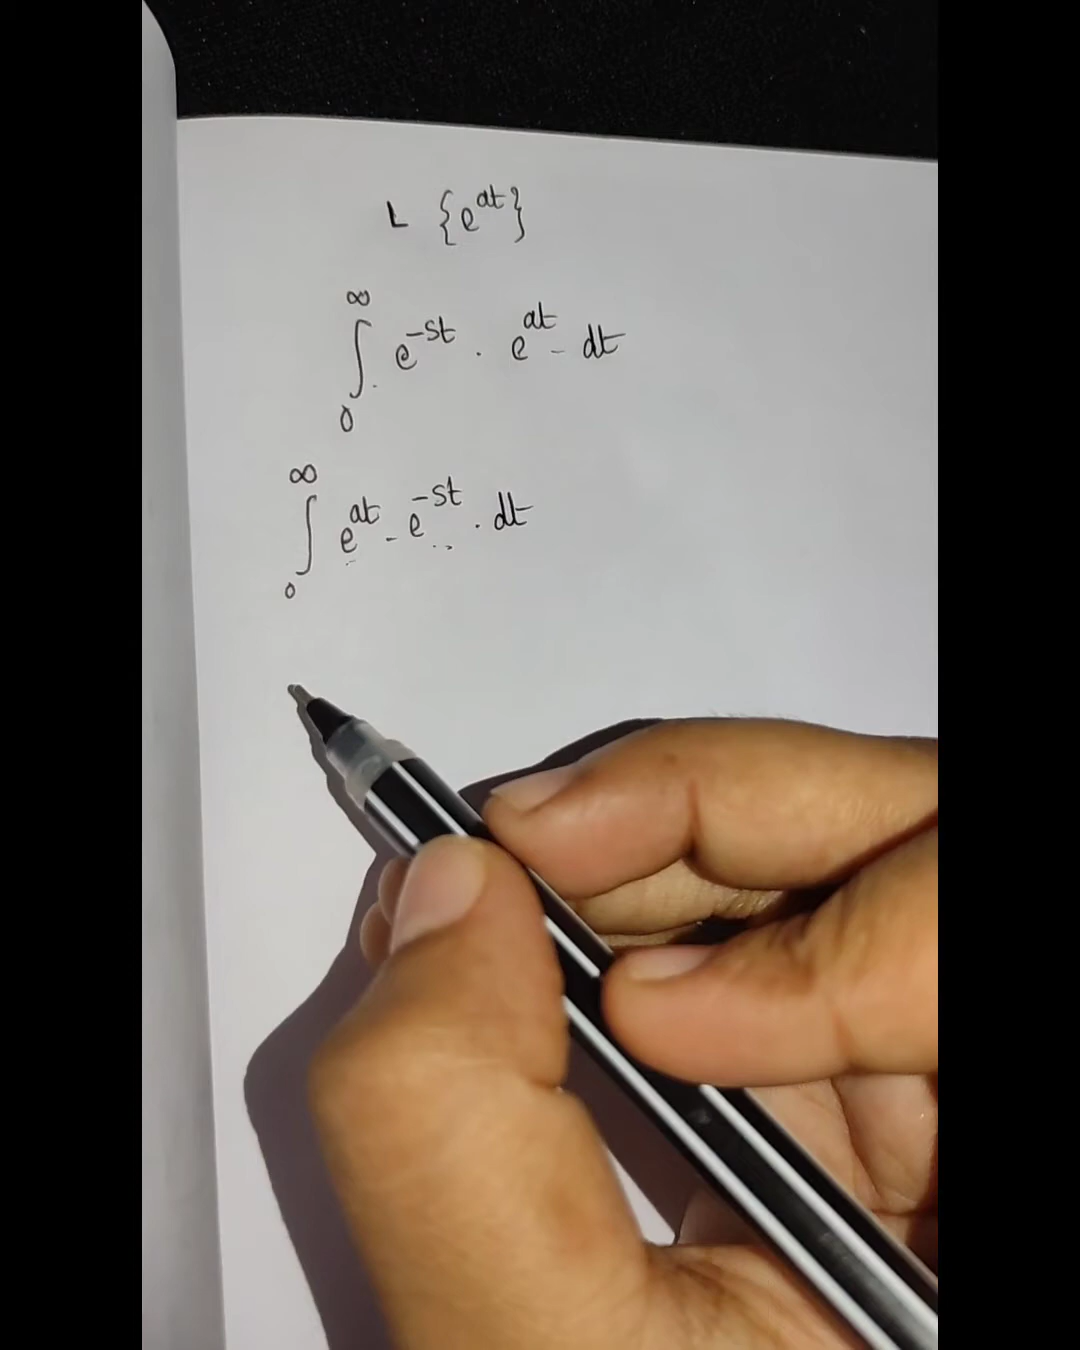 L {e^at}
∫₀^∞ e^-st . e^at - dt
∫₀^∞ e^at - e^-st . dt